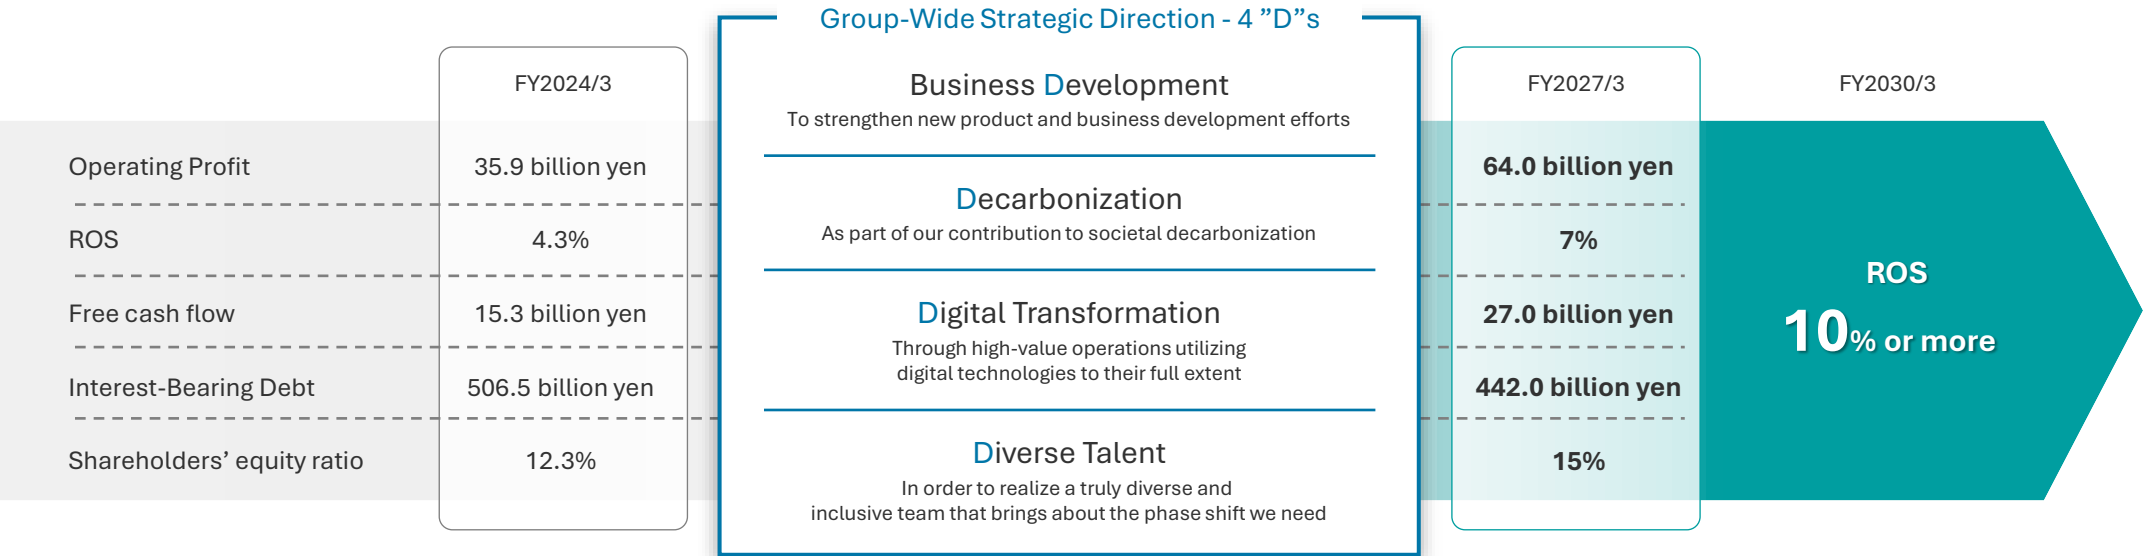 Group-Wide Strategic Direction - 4 ”D”s
FY2024/3
FY2027/3
FY2030/3
Business Development
To strengthen new product and business development efforts
Operating Profit
35.9 billion yen
64.0 billion yen
Decarbonization
As part of our contribution to societal decarbonization
ROS
4.3%
7%
ROS
10% or more
Free cash flow
15.3 billion yen
27.0 billion yen
Digital Transformation
Through high-value operations utilizing
digital technologies to their full extent
Interest-Bearing Debt
506.5 billion yen
442.0 billion yen
Shareholders’ equity ratio
12.3%
15%
Diverse Talent
In order to realize a truly diverse and
inclusive team that brings about the phase shift we need